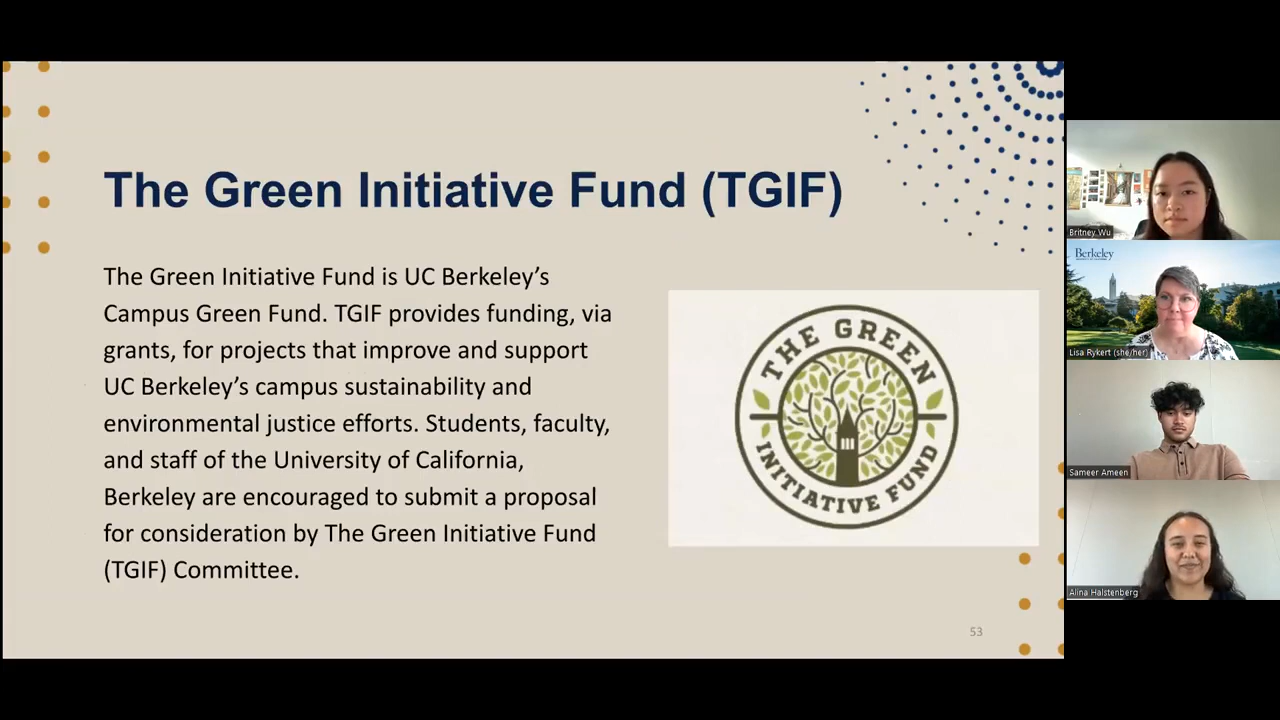 The Green Initiative Fund (TGIF)
The Green Initiative Fund is UC Berkeley’s
Campus Green Fund. TGIF provides funding, via
grants, for projects that improve and support
UC Berkeley’s campus sustainability and
environmental justice efforts. Students, faculty,
and staff of the University of California,
Berkeley are encouraged to submit a proposal
for consideration by The Green Initiative Fund
(TGIF) Committee.
THE GREEN
INITIATIVE FUND
53
Britney Wu
Berkeley
Lisa Rykert (she/her)
Sameer Ameen
Alina Halstenberg